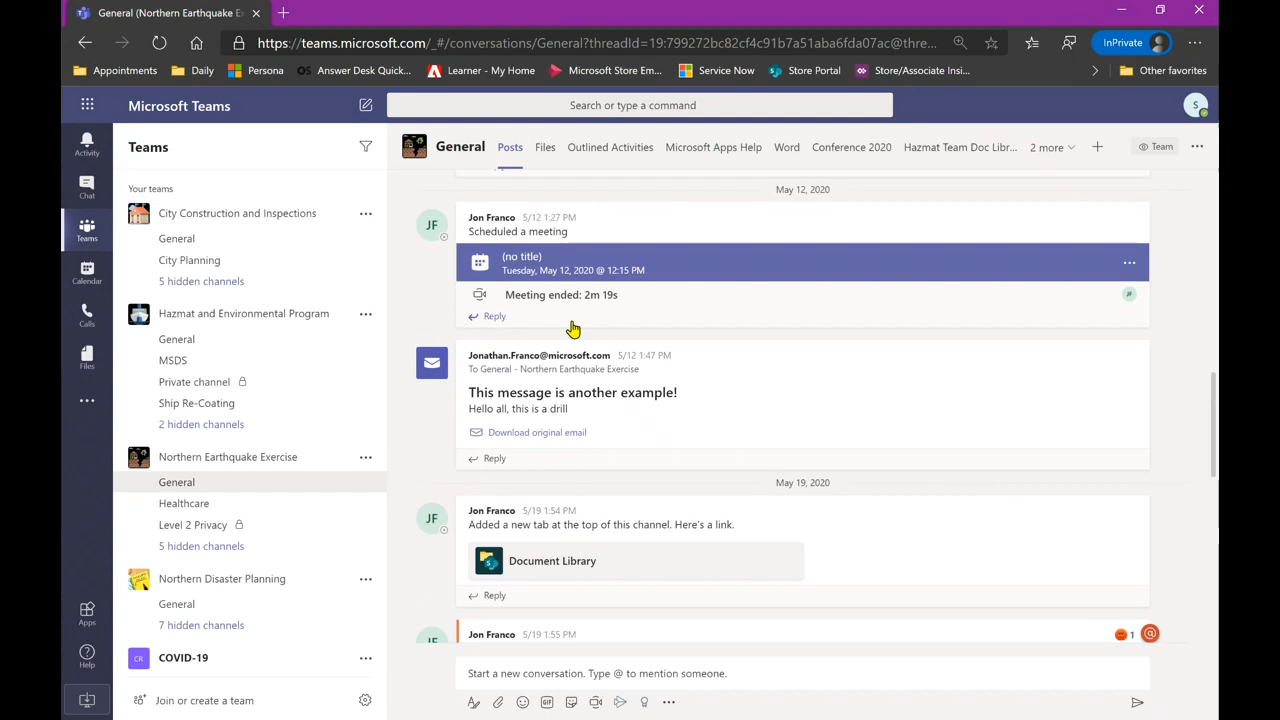 General (Northern Earthquake Ex
https://teams.microsoft.com/_#/conversations/General?threadId=19:799272bc82cf4c91b7a51aba6fda07ac@thre...
InPrivate
Appointments
Daily
Persona
Answer Desk Quick...
Learner - My Home
Microsoft Store Em...
Service Now
Store Portal
Store/Associate Insi...
Other favorites
Microsoft Teams
Search or type a command
S
Activity
Chat
Teams
Calendar
Calls
Files
Apps
Help
Teams
Your teams
City Construction and Inspections
General
City Planning
5 hidden channels
Hazmat and Environmental Program
General
MSDS
Private channel
Ship Re-Coating
2 hidden channels
Northern Earthquake Exercise
General
Healthcare
Level 2 Privacy
5 hidden channels
Northern Disaster Planning
General
7 hidden channels
CR COVID-19
Join or create a team
General Posts Files Outlined Activities Microsoft Apps Help Word Conference 2020 Hazmat Team Doc Libr... 2 more Team
May 12, 2020
JF
Jon Franco 5/12 1:27 PM
Scheduled a meeting
(no title)
Tuesday, May 12, 2020 @ 12:15 PM
Meeting ended: 2m 19s
Reply
Jonathan.Franco@microsoft.com 5/12 1:47 PM
To General - Northern Earthquake Exercise
This message is another example!
Hello all, this is a drill
Download original email
Reply
May 19, 2020
JF
Jon Franco 5/19 1:54 PM
Added a new tab at the top of this channel. Here's a link.
Document Library
Reply
JF
Jon Franco 5/19 1:55 PM
1 @
Start a new conversation. Type @ to mention someone.
GIF